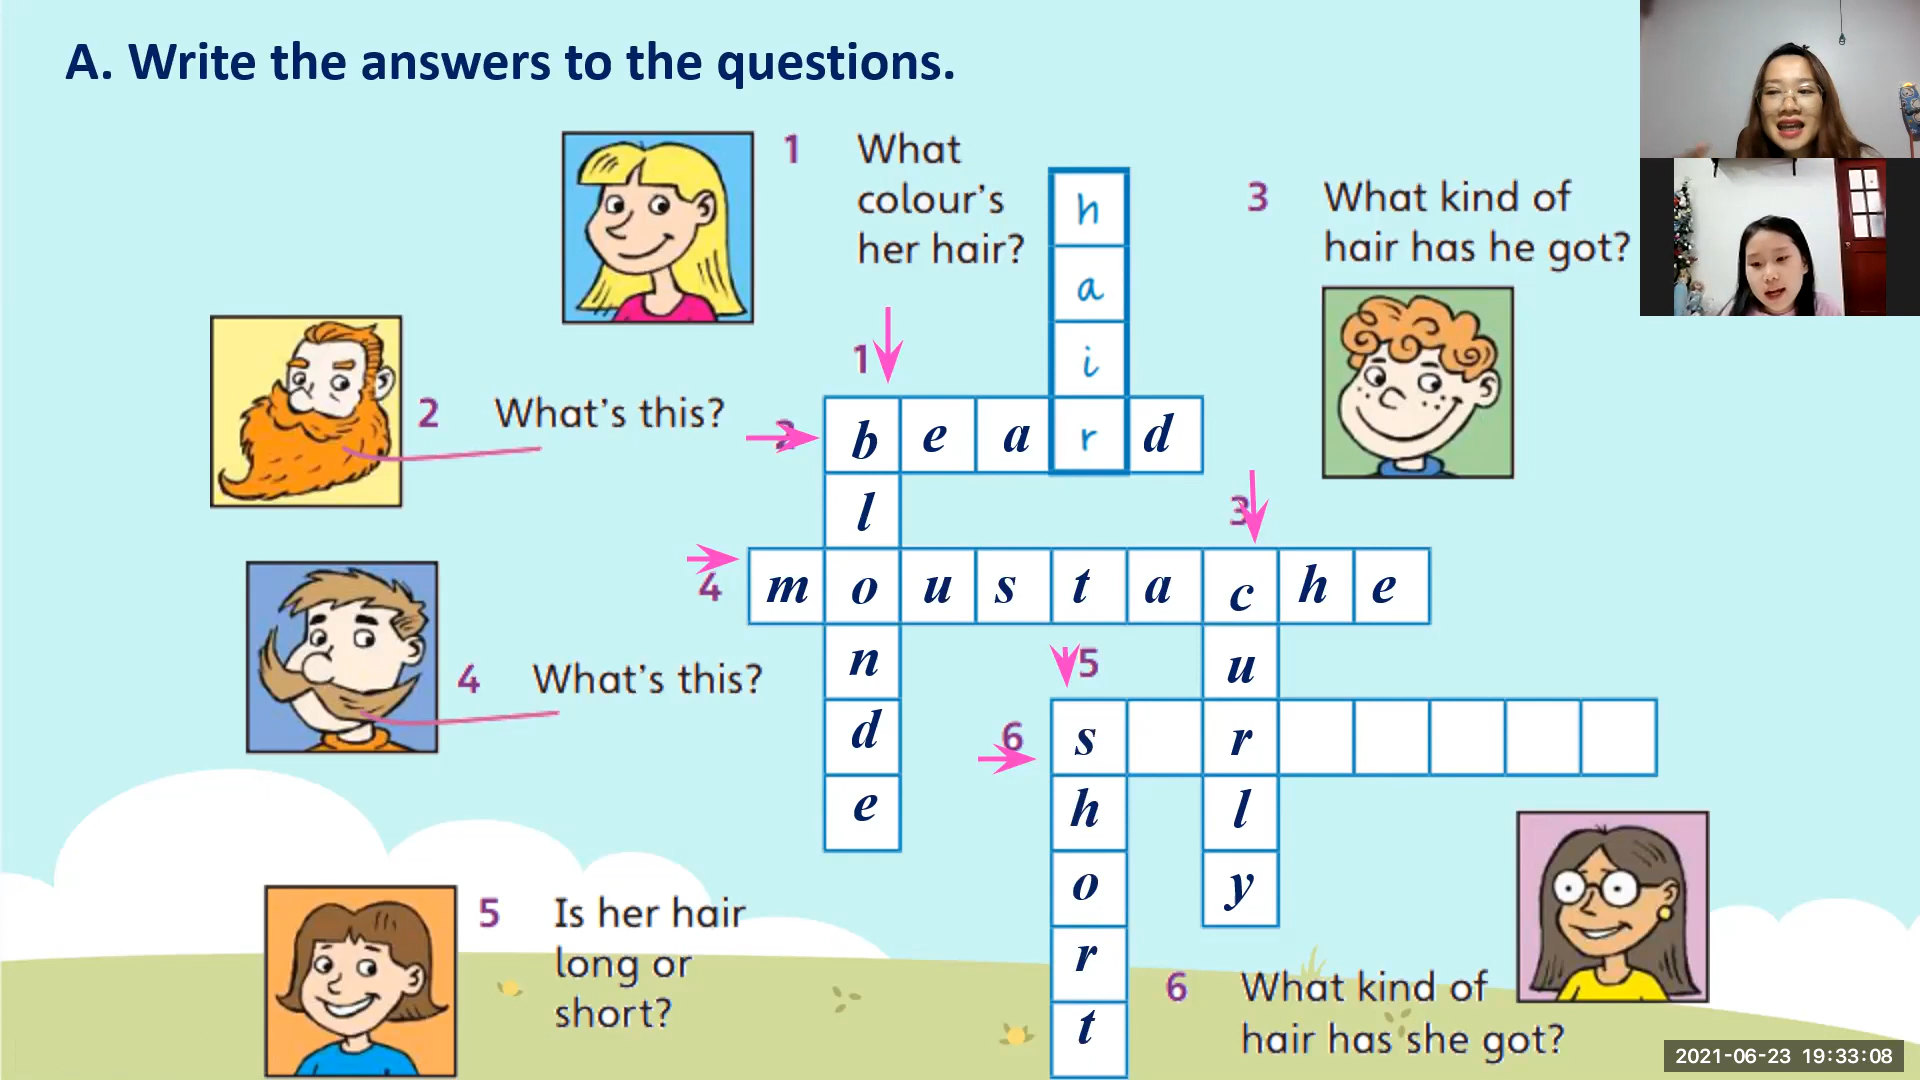 A. Write the answers to the questions.
1 What
colour's
her hair?
3 What kind of
hair has he got?
h
a
i
1
2 What's this?
2 b e a r d
l
3
4 m o u s t a c h e
4 What's this?
n u
5
d
6 s r
e h l
o y
r
t
5 Is her hair
long or
short?
6 What kind of
hair has she got?
2021-06-23 19:33:08